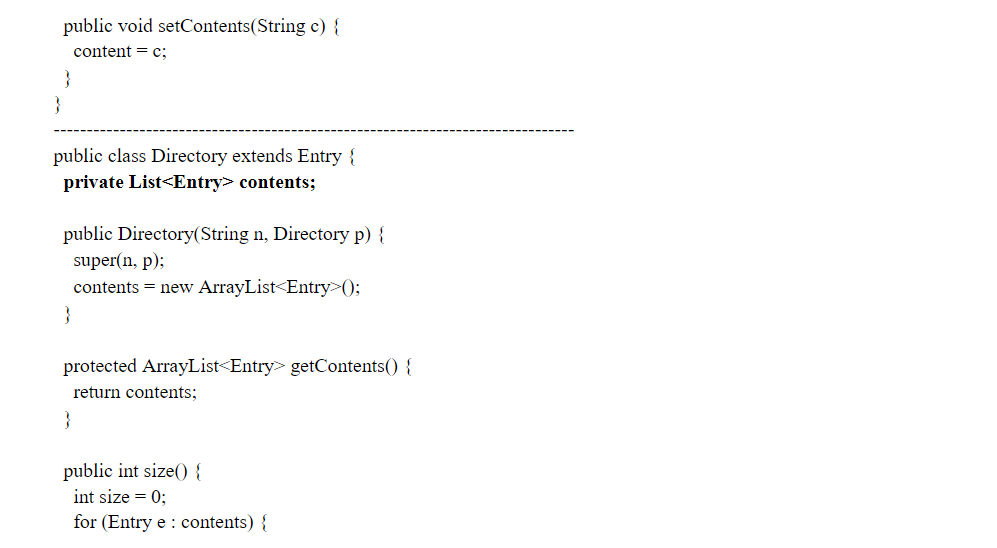 public void setContents(String c) {
content = c;
}
}
--------------------------------------------------------------------------------
public class Directory extends Entry {
private List<Entry> contents;
public Directory(String n, Directory p) {
super(n, p);
contents = new ArrayList<Entry>();
}
protected ArrayList<Entry> getContents() {
return contents;
}
public int size() {
int size = 0;
for (Entry e : contents) {